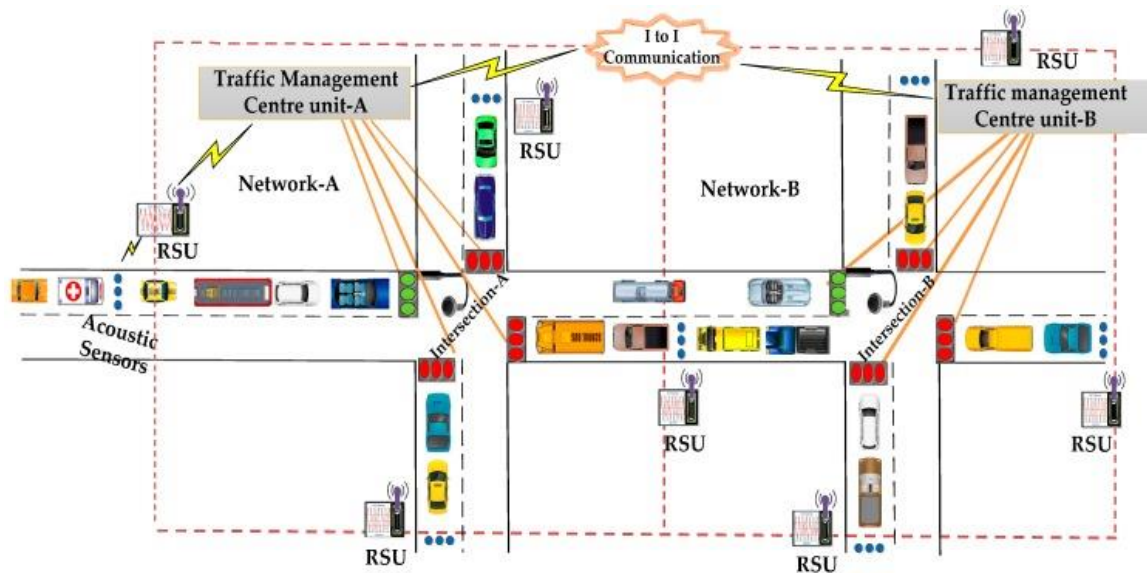 I to I
Communication
RSU
Traffic Management
Centre unit-A
Traffic management
Centre unit-B
RSU
Network-A
Network-B
RSU
Acoustic
Sensors
Intersection-A
Intersection-B
RSU
RSU
RSU
RSU